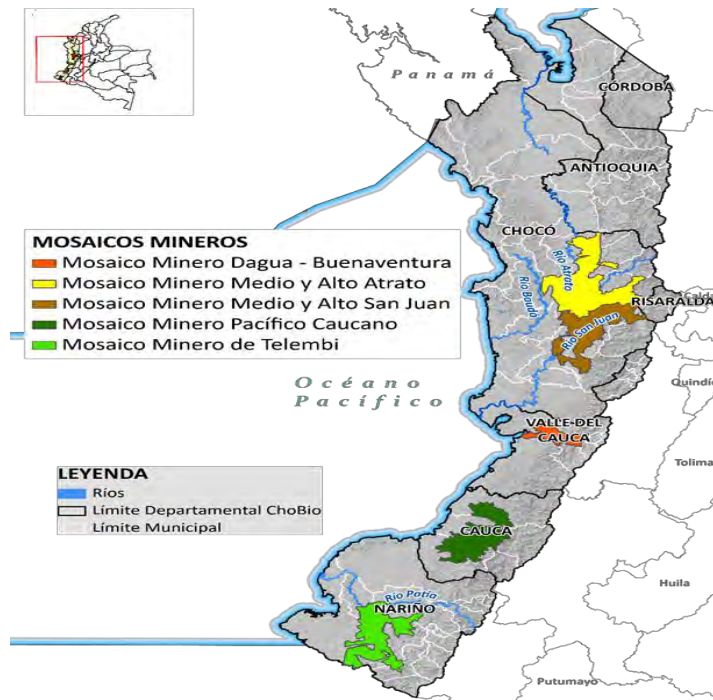 Panamá
CÓRDOBA
ANTIOQUIA
CHOCÓ
MOSAICOS MINEROS
Mosaico Minero Dagua - Buenaventura
Mosaico Minero Medio y Alto Atrato
Mosaico Minero Medio y Alto San Juan
Mosaico Minero Pacífico Caucano
Mosaico Minero de Telembi
Río Atrato
Río Baudó
RISARALDA
Río San Juan
Océano
Pacífico
Quindí
VALLE DEL
CAUCA
Tolima
LEYENDA
Ríos
Límite Departamental ChoBio
Límite Municipal
CAUCA
Huila
Río Patía
NARIÑO
Putumayo